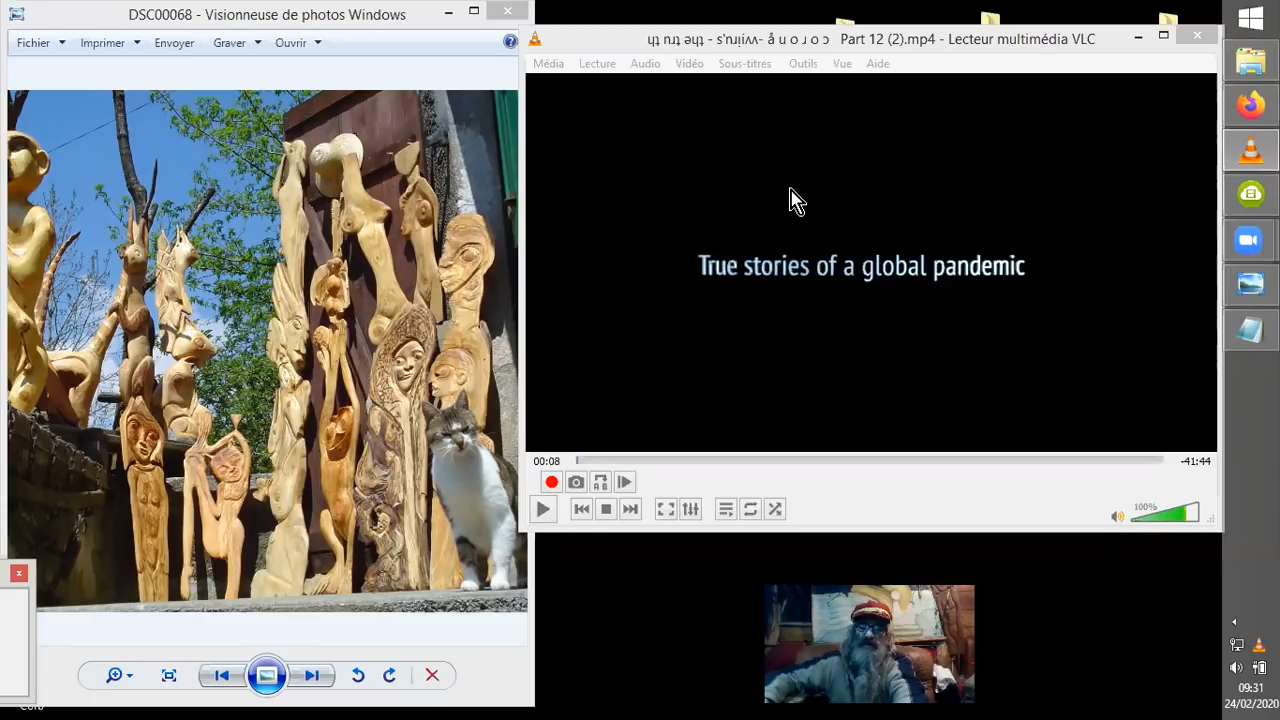 DSC00068 - Visionneuse de photos Windows
Fichier Imprimer Envoyer Graver Ouvrir
Part 12 (2).mp4 - Lecteur multimédia VLC
Média Lecture Audio Vidéo Sous-titres Outils Vue Aide
True stories of a global pandemic
00:08
-41:44
100%
09:31
24/02/2020